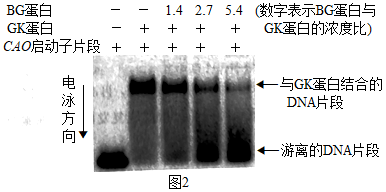 BG蛋白 － － 1.4 2.7 5.4 (数字表示BG蛋白与
GK蛋白 － + + + + GK蛋白的浓度比)
CAO启动子片段 + + + + +
电泳方向
与GK蛋白结合的
DNA片段
游离的DNA片段
图2